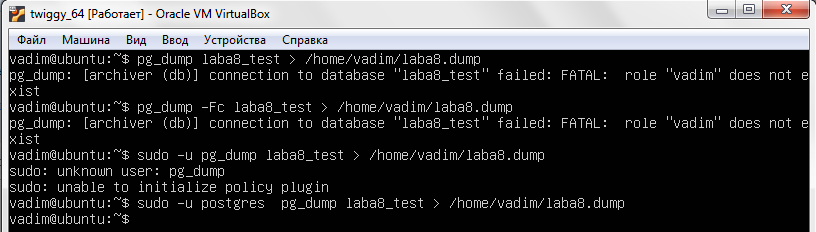 twiggy_64 [Работает] - Oracle VM VirtualBox
Файл Машина Вид Ввод Устройства Справка
vadim@ubuntu:~$ pg_dump laba8_test > /home/vadim/laba8.dump
pg_dump: [archiver (db)] connection to database "laba8_test" failed: FATAL:  role "vadim" does not e
xist
vadim@ubuntu:~$ pg_dump -Fc laba8_test > /home/vadim/laba8.dump
pg_dump: [archiver (db)] connection to database "laba8_test" failed: FATAL:  role "vadim" does not e
xist
vadim@ubuntu:~$ sudo -u pg_dump laba8_test > /home/vadim/laba8.dump
sudo: unknown user: pg_dump
sudo: unable to initialize policy plugin
vadim@ubuntu:~$ sudo -u postgres  pg_dump laba8_test > /home/vadim/laba8.dump
vadim@ubuntu:~$